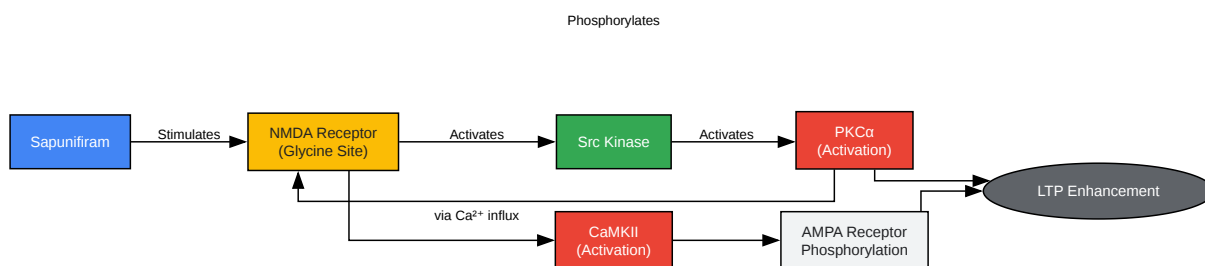 Phosphorylates
Sapunifiram
Stimulates
NMDA Receptor
(Glycine Site)
Activates
Src Kinase
Activates
PKCα
(Activation)
LTP Enhancement
via Ca²⁺ influx
CaMKII
(Activation)
AMPA Receptor
Phosphorylation